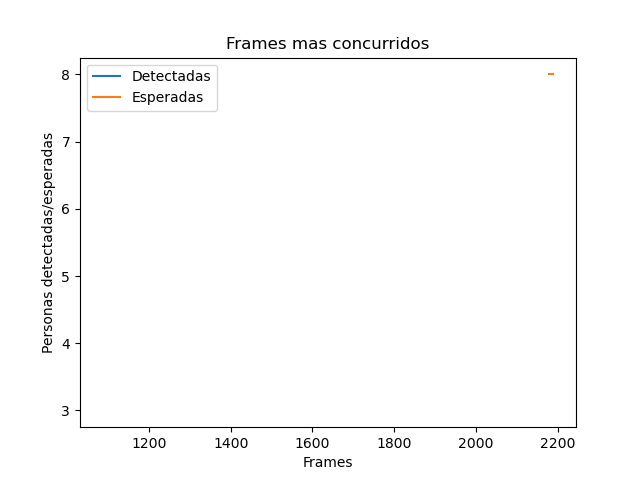 Frames mas concurridos
Detectadas
Esperadas
8
7
6
5
4
3
Personas detectadas/esperadas
1200 1400 1600 1800 2000 2200
Frames